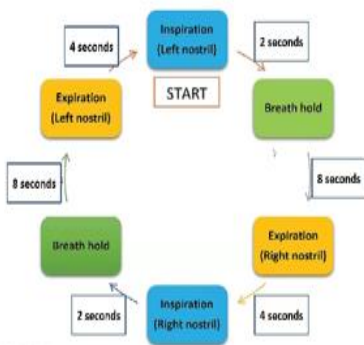 4 seconds
Inspiration
(Left nostril)
2 seconds
START
Expiration
(Left nostril)
Breath hold
8 seconds
8 seconds
Breath hold
Expiration
(Right nostril)
Inspiration
(Right nostril)
2 seconds
4 seconds